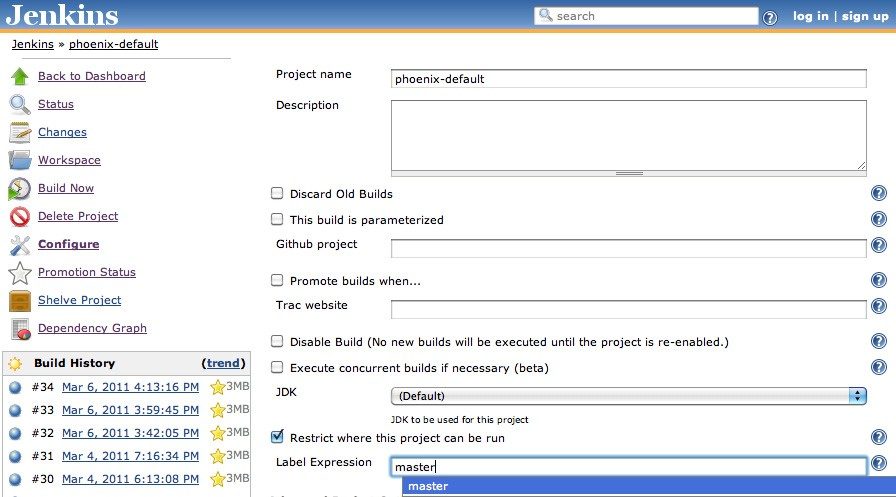 Jenkins
search
log in | sign up
Jenkins » phoenix-default
Back to Dashboard
Status
Changes
Workspace
Build Now
Delete Project
Configure
Promotion Status
Shelve Project
Dependency Graph
Build History (trend)
#34 Mar 6, 2011 4:13:16 PM 3MB
#33 Mar 6, 2011 3:59:45 PM 3MB
#32 Mar 6, 2011 3:42:05 PM 3MB
#31 Mar 4, 2011 7:16:34 PM 3MB
#30 Mar 4, 2011 6:13:08 PM 3MB
Project name phoenix-default
Description
Discard Old Builds
This build is parameterized
Github project
Promote builds when...
Trac website
Disable Build (No new builds will be executed until the project is re-enabled.)
Execute concurrent builds if necessary (beta)
JDK (Default)
JDK to be used for this project
Restrict where this project can be run
Label Expression master
master